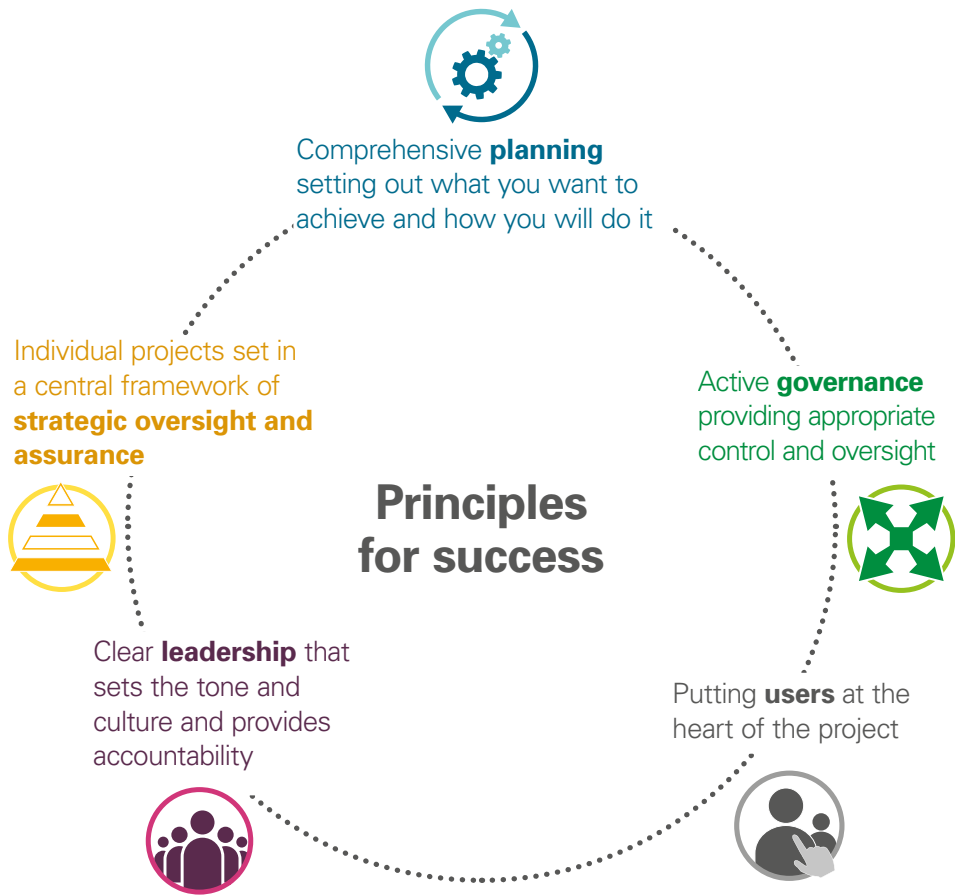 Comprehensive planning
setting out what you want to
achieve and how you will do it
Active governance
providing appropriate
control and oversight
Putting users at the
heart of the project
Clear leadership that
sets the tone and
culture and provides
accountability
Individual projects set in
a central framework of
strategic oversight and
assurance
Principles
for success